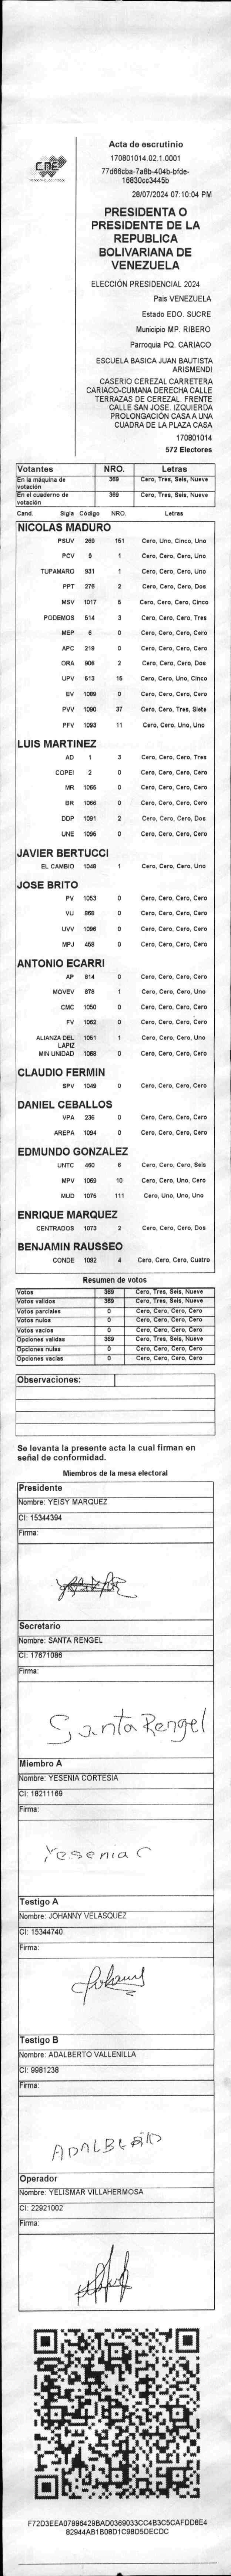 CNE
Acta de escrutinio
170801014.02.1.0001
77d66cba-7a8b-404b-bfde-
16830cc3445b
28/07/2024 07:10:04 PM
PRESIDENTA O
PRESIDENTE DE LA
REPUBLICA
BOLIVARIANA DE
VENEZUELA
ELECCIÓN PRESIDENCIAL 2024
Pais VENEZUELA
Estado EDO. SUCRE
Municipio MP. RIBERO
Parroquia PQ. CARIACO
ESCUELA BASICA JUAN BAUTISTA
ARISMENDI
CASERIO CEREZAL CARRETERA
CARIACO-CUMANA DERECHA CALLE
TERRAZAS DE CEREZAL. FRENTE
CALLE SAN JOSE. IZQUIERDA
PROLONGACIÓN CASA A UNA
CUADRA DE LA PLAZA CASA
170801014
572 Electores
Votantes NRO. Letras
En la máquina de votación 369 Cero, Tres, Seis, Nueve
En el cuaderno de votación 369 Cero, Tres, Seis, Nueve
Cand. Sigla Código NRO. Letras
NICOLAS MADURO
PSUV 269 151 Cero, Uno, Cinco, Uno
PCV 9 1 Cero, Cero, Cero, Uno
TUPAMARO 931 1 Cero, Cero, Cero, Uno
PPT 276 2 Cero, Cero, Cero, Dos
MSV 1017 5 Cero, Cero, Cero, Cinco
PODEMOS 514 3 Cero, Cero, Cero, Tres
MEP 6 0 Cero, Cero, Cero, Cero
APC 219 0 Cero, Cero, Cero, Cero
ORA 906 2 Cero, Cero, Cero, Dos
UPV 513 15 Cero, Cero, Uno, Cinco
EV 1089 0 Cero, Cero, Cero, Cero
PVV 1090 37 Cero, Cero, Tres, Siete
PFV 1093 11 Cero, Cero, Uno, Uno
LUIS MARTINEZ
AD 1 3 Cero, Cero, Cero, Tres
COPEI 2 0 Cero, Cero, Cero, Cero
MR 1065 0 Cero, Cero, Cero, Cero
BR 1066 0 Cero, Cero, Cero, Cero
DDP 1091 2 Cero, Cero, Cero, Dos
UNE 1095 0 Cero, Cero, Cero, Cero
JAVIER BERTUCCI
EL CAMBIO 1048 1 Cero, Cero, Cero, Uno
JOSE BRITO
PV 1053 0 Cero, Cero, Cero, Cero
VU 868 0 Cero, Cero, Cero, Cero
UVV 1096 0 Cero, Cero, Cero, Cero
MPJ 458 0 Cero, Cero, Cero, Cero
ANTONIO ECARRI
AP 814 0 Cero, Cero, Cero, Cero
MOVEV 878 1 Cero, Cero, Cero, Uno
CMC 1050 0 Cero, Cero, Cero, Cero
FV 1062 0 Cero, Cero, Cero, Cero
ALIANZA DEL LAPIZ 1051 1 Cero, Cero, Cero, Uno
MIN UNIDAD 1068 0 Cero, Cero, Cero, Cero
CLAUDIO FERMIN
SPV 1049 0 Cero, Cero, Cero, Cero
DANIEL CEBALLOS
VPA 236 0 Cero, Cero, Cero, Cero
AREPA 1094 0 Cero, Cero, Cero, Cero
EDMUNDO GONZALEZ
UNTC 460 6 Cero, Cero, Cero, Seis
MPV 1069 10 Cero, Cero, Uno, Cero
MUD 1075 111 Cero, Uno, Uno, Uno
ENRIQUE MARQUEZ
CENTRADOS 1073 2 Cero, Cero, Cero, Dos
BENJAMIN RAUSSEO
CONDE 1092 4 Cero, Cero, Cero, Cuatro
Resumen de votos
Votos 369 Cero, Tres, Seis, Nueve
Votos validos 369 Cero, Tres, Seis, Nueve
Votos parciales 0 Cero, Cero, Cero, Cero
Votos nulos 0 Cero, Cero, Cero, Cero
Votos vacios 0 Cero, Cero, Cero, Cero
Opciones validas 369 Cero, Tres, Seis, Nueve
Opciones nulas 0 Cero, Cero, Cero, Cero
Opciones vacias 0 Cero, Cero, Cero, Cero
Observaciones:
Se levanta la presente acta la cual firman en
señal de conformidad.
Miembros de la mesa electoral
Presidente
Nombre: YEISY MARQUEZ
CI: 15344394
Firma:
Secretario
Nombre: SANTA RENGEL
CI: 17671086
Firma:
Santa Rengel
Miembro A
Nombre: YESENIA CORTESIA
CI: 18211169
Firma:
Yesenia C
Testigo A
Nombre: JOHANNY VELASQUEZ
CI: 15344740
Firma:
Testigo B
Nombre: ADALBERTO VALLENILLA
CI: 9981238
Firma:
Operador
Nombre: YELISMAR VILLAHERMOSA
CI: 22921002
Firma:
F72D3EEA07996429BAD0369033CC4B3C5CAFDD8E4
82944AB1B08D1C98D5DECDC